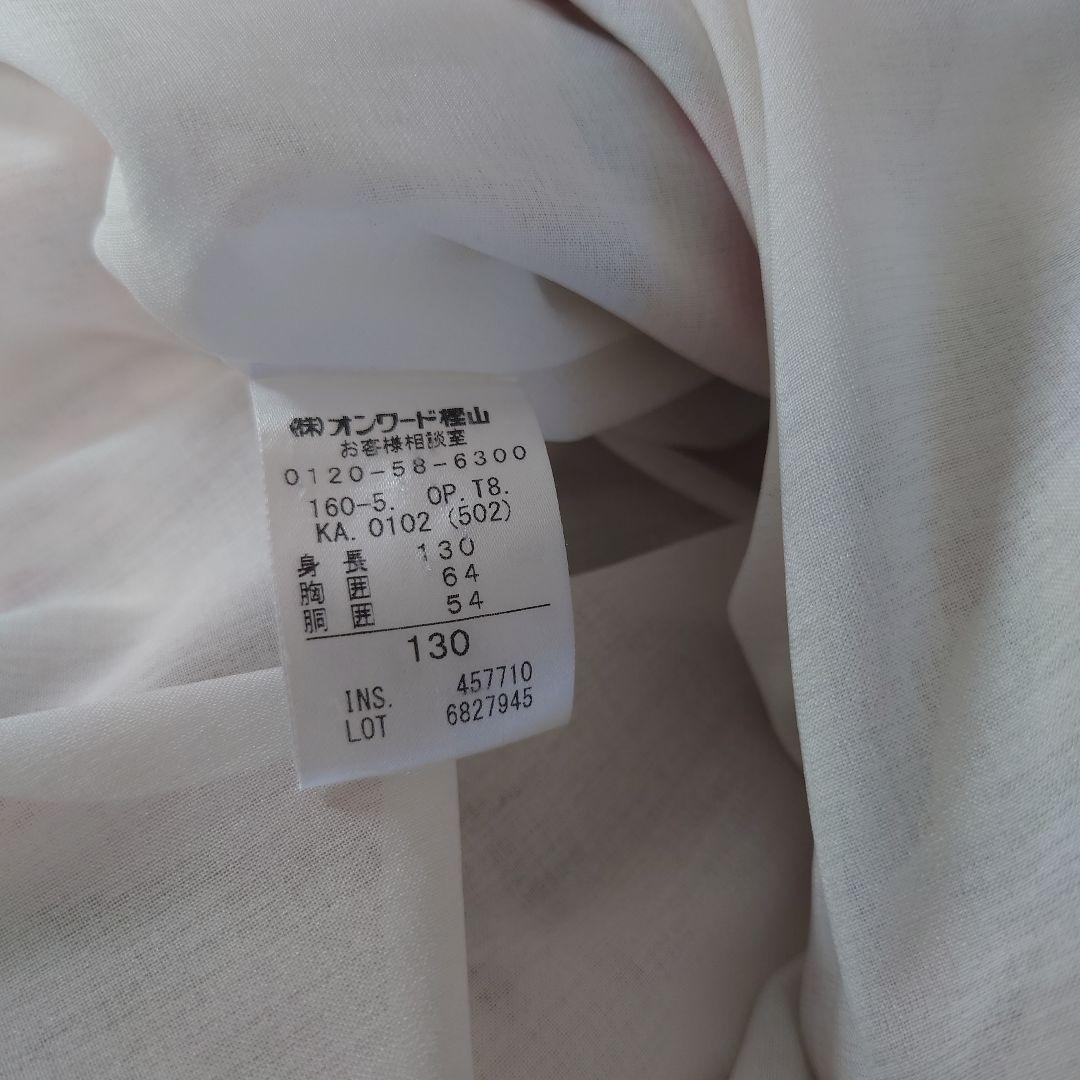 ㈱オンワード樫山
お客様相談室
0120-58-6300
160-5. OP.T8.
KA. 0102 (502)
身長 130
胸囲 64
胴囲 54
130
INS. 457710
LOT 6827945